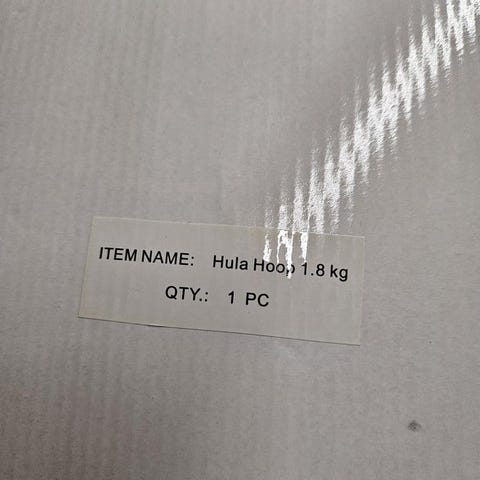 ITEM NAME: Hula Hoop 1.8 kg
QTY.: 1 PC